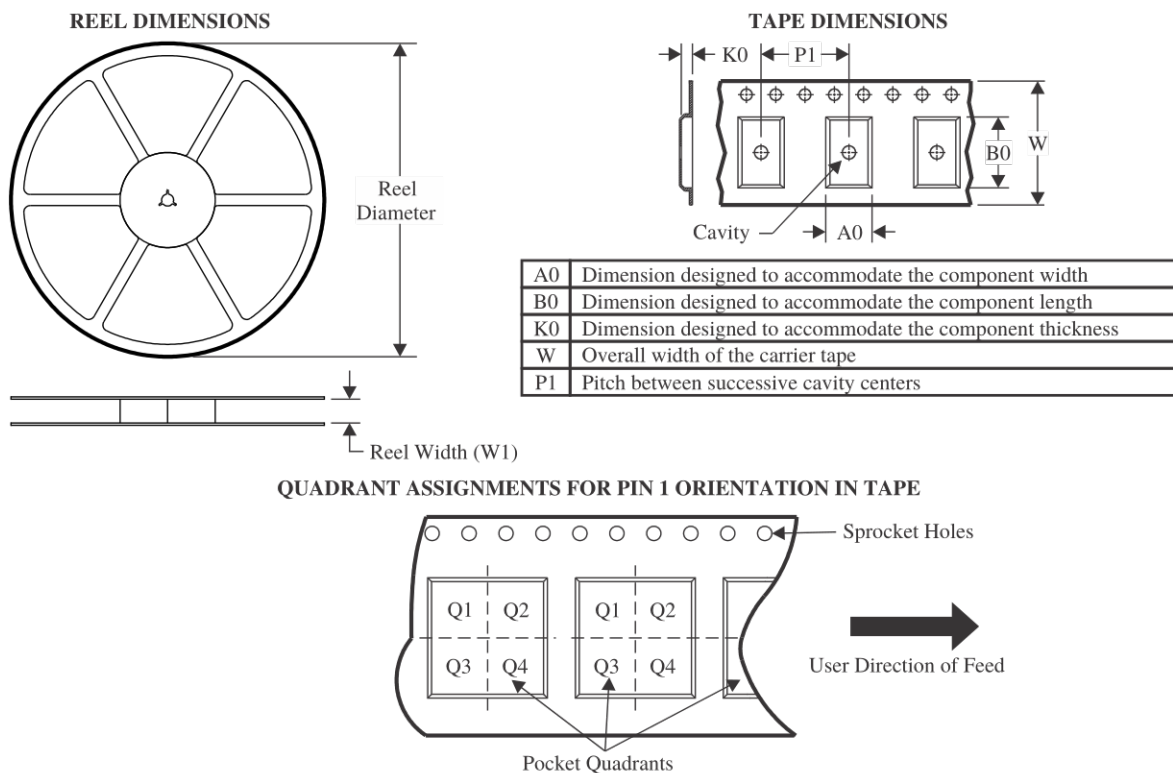 REEL DIMENSIONS
Reel
Diameter
Reel Width (W1)
TAPE DIMENSIONS
K0
P1
B0
W
Cavity
A0
A0 Dimension designed to accommodate the component width
B0 Dimension designed to accommodate the component length
K0 Dimension designed to accommodate the component thickness
W Overall width of the carrier tape
P1 Pitch between successive cavity centers
QUADRANT ASSIGNMENTS FOR PIN 1 ORIENTATION IN TAPE
Sprocket Holes
Q1 Q2 Q1 Q2
Q3 Q4 Q3 Q4
User Direction of Feed
Pocket Quadrants